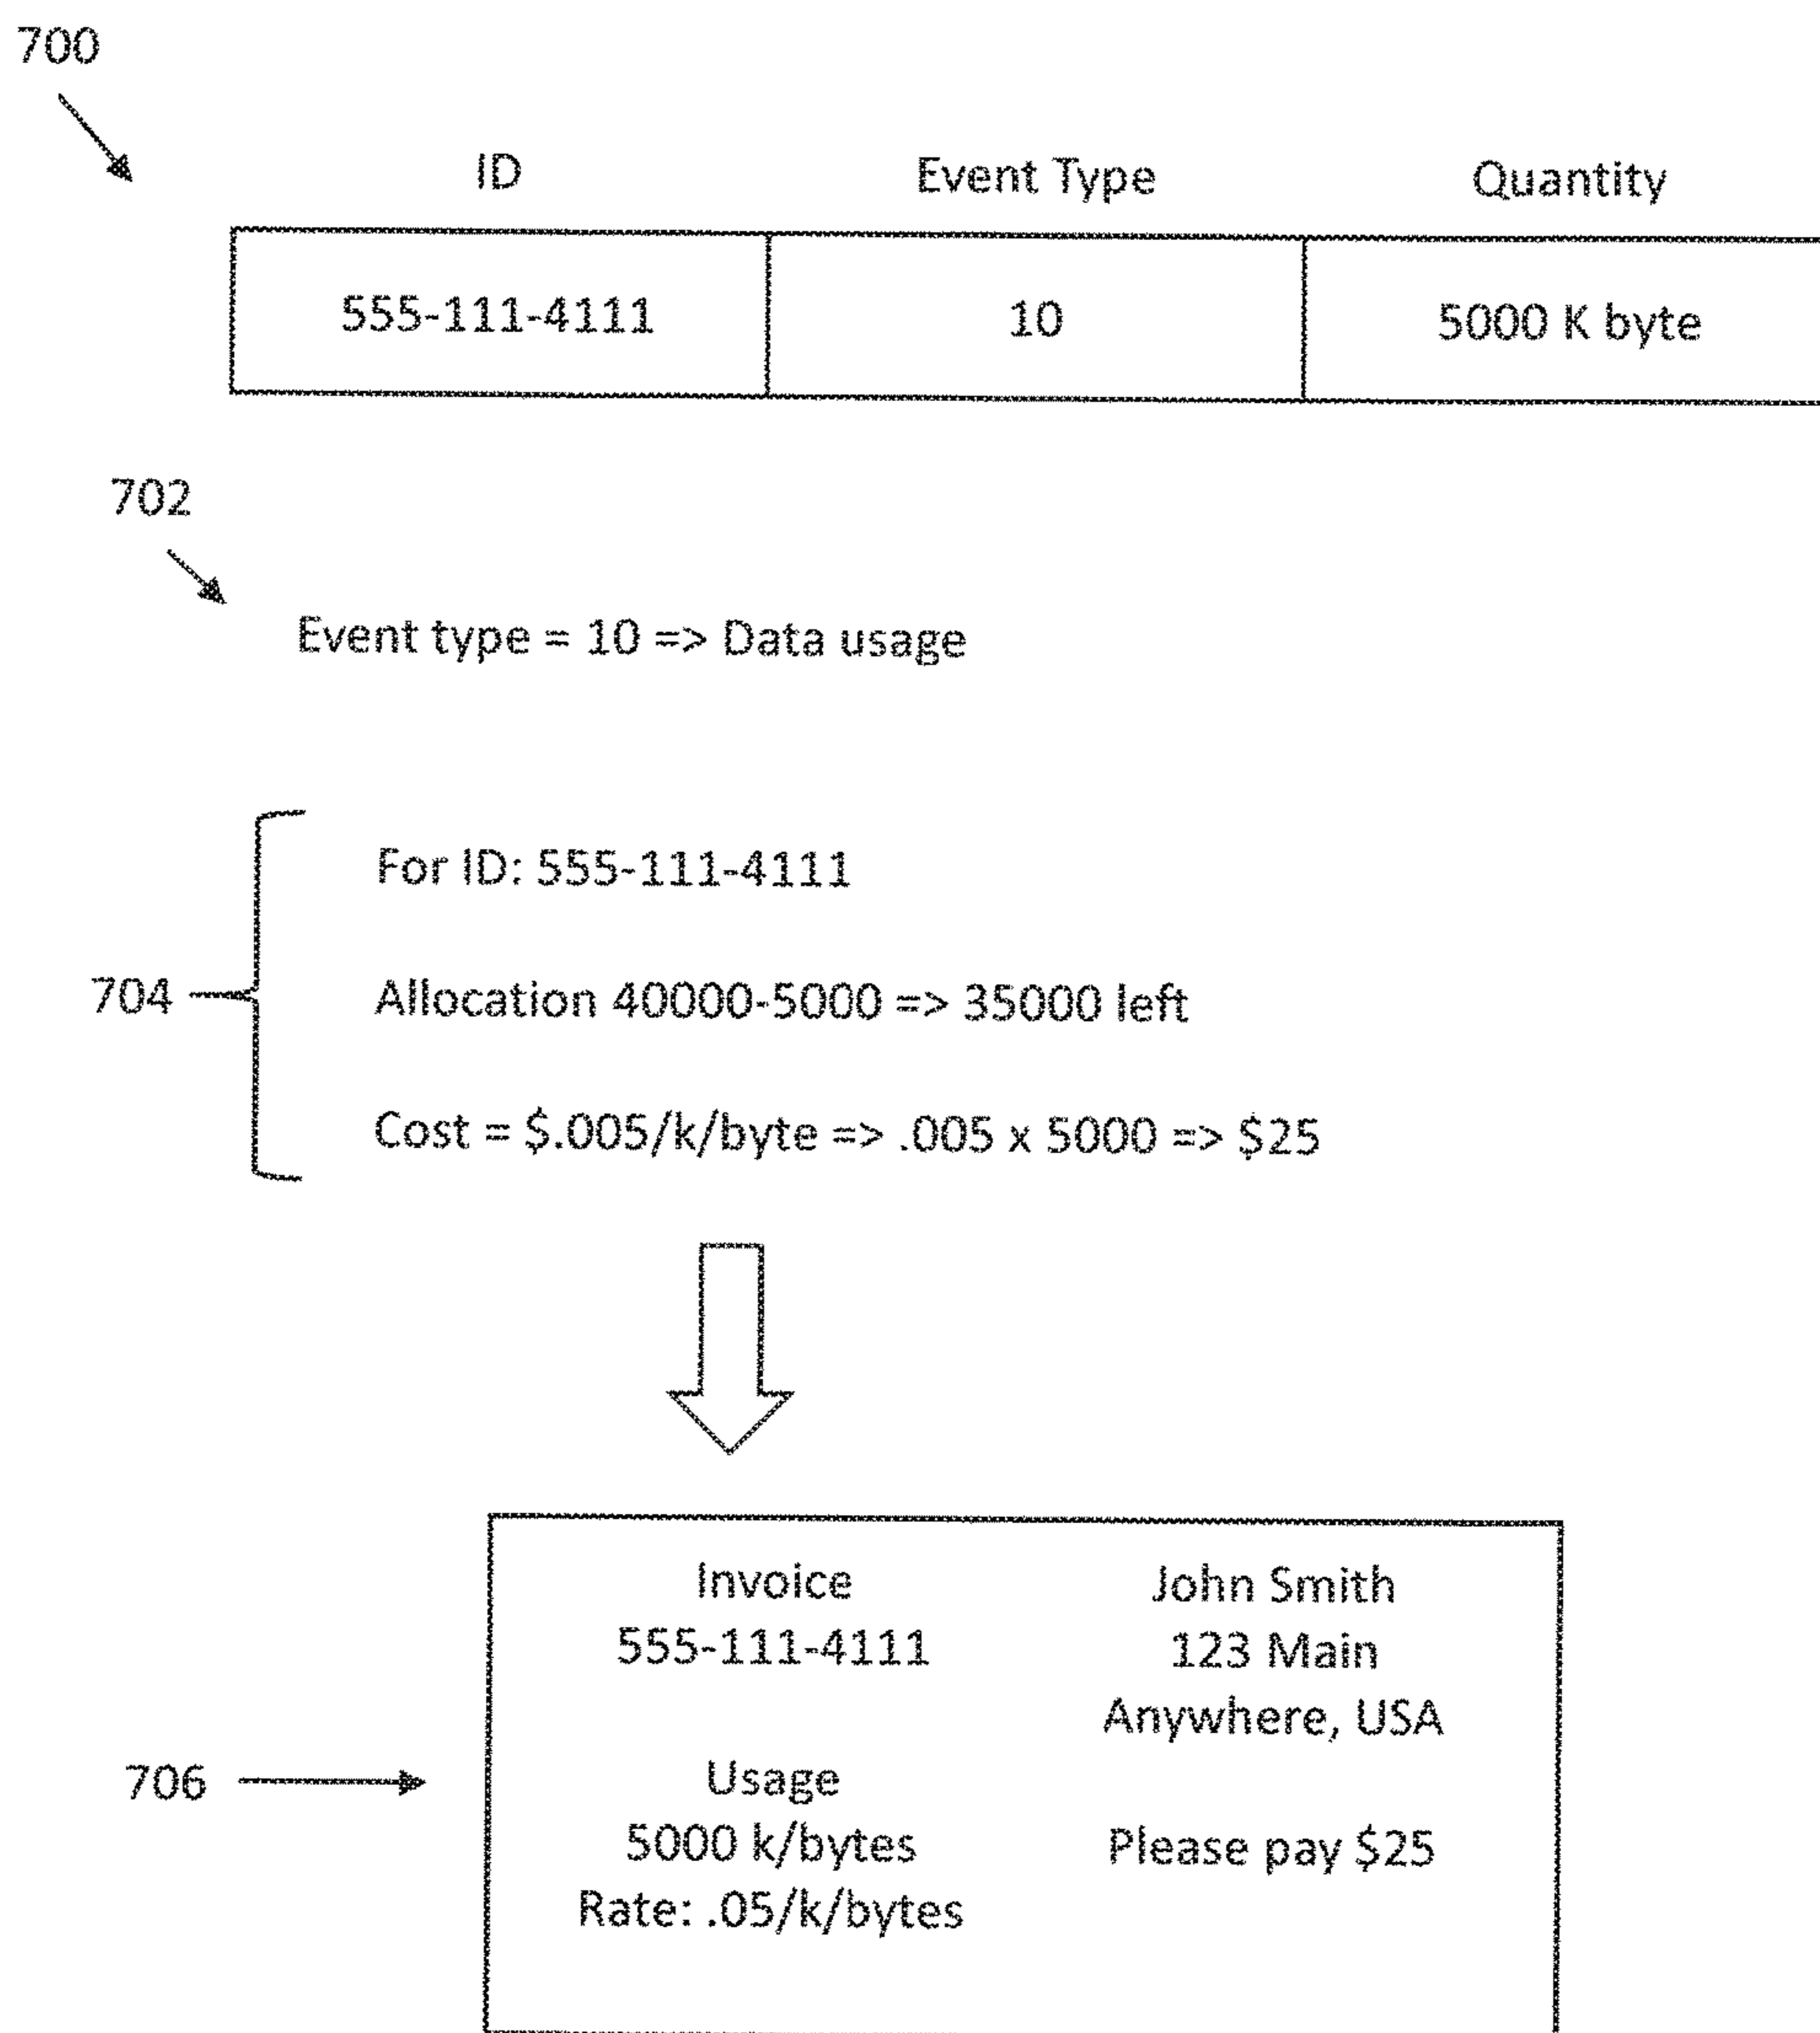 700
ID Event Type Quantity
555-111-4111 10 5000 K byte
702
Event type = 10 => Data usage
For ID: 555-111-4111
704
Allocation 40000-5000 => 35000 left
Cost = $.005/k/byte => .005 x 5000 => $25
Invoice
555-111-4111
John Smith
123 Main
Anywhere, USA
706
Usage
5000 k/bytes
Rate: .05/k/bytes
Please pay $25